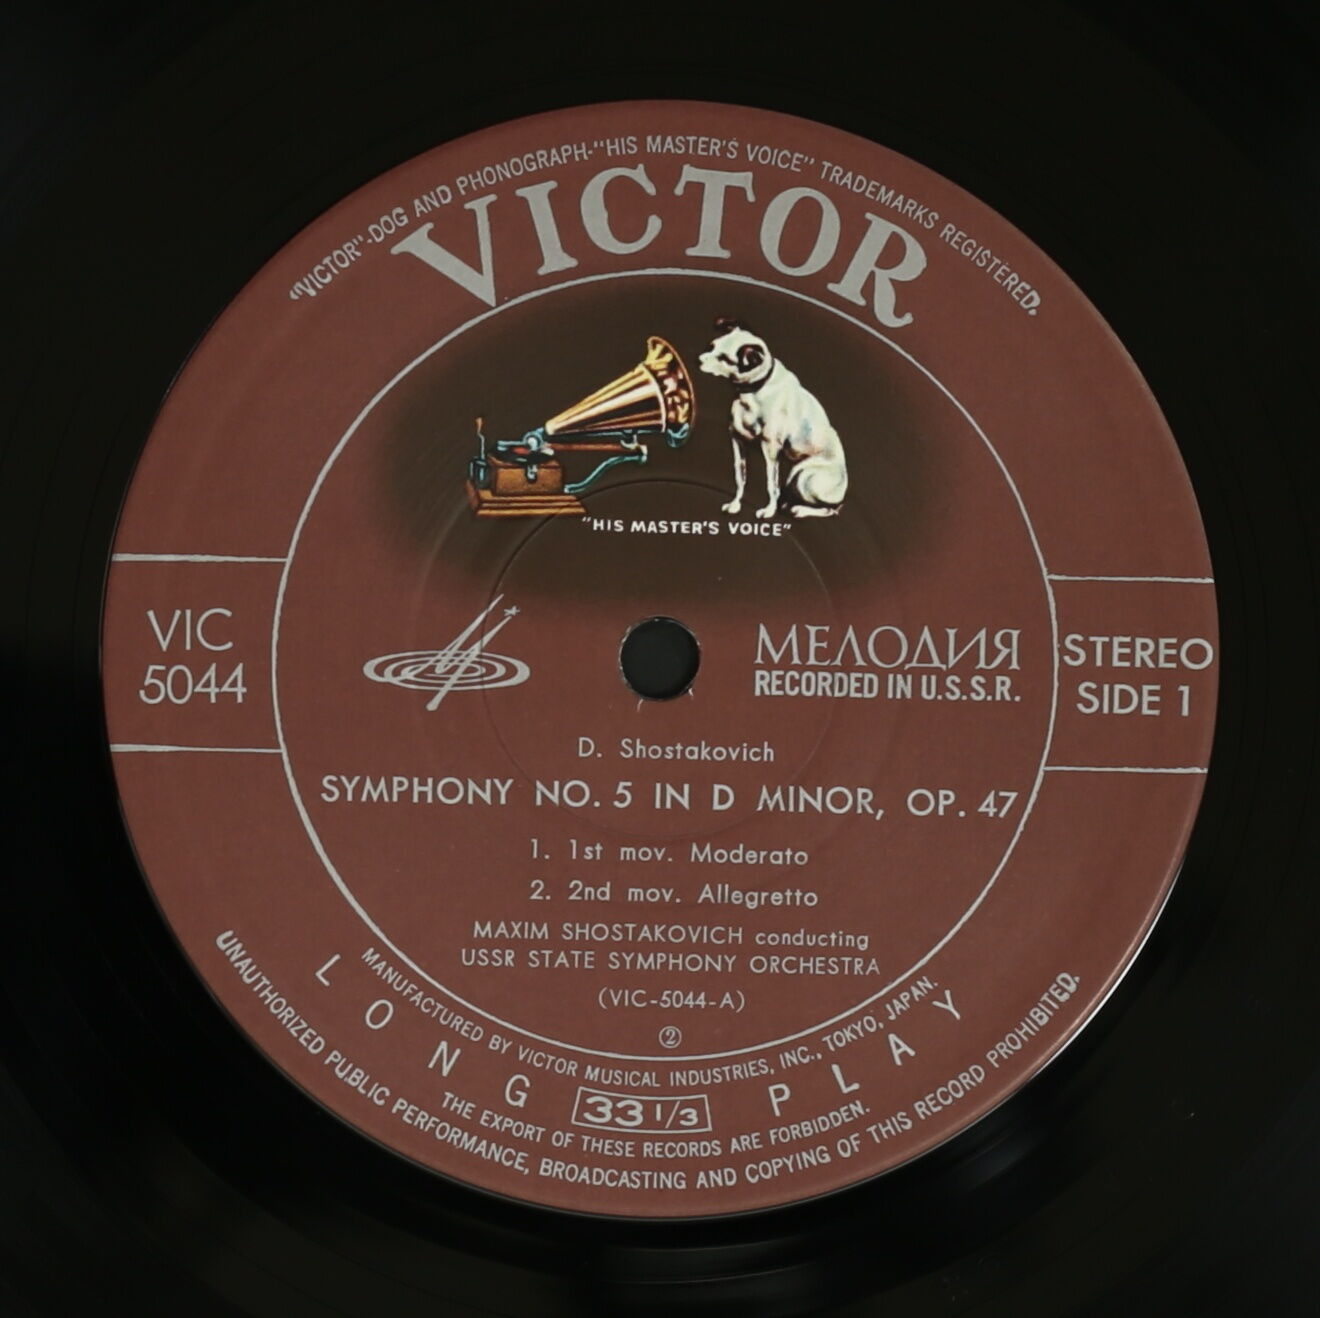 "VICTOR"-DOG AND PHONOGRAPH-"HIS MASTER'S VOICE" TRADEMARKS REGISTERED.
VICTOR
"HIS MASTER'S VOICE"
VIC
5044
МЕЛОДИЯ
RECORDED IN U.S.S.R.
STEREO
SIDE 1
D. Shostakovich
SYMPHONY NO. 5 IN D MINOR, OP. 47
1. 1st mov. Moderato
2. 2nd mov. Allegretto
MAXIM SHOSTAKOVICH conducting
USSR STATE SYMPHONY ORCHESTRA
(VIC-5044-A)
②
MANUFACTURED BY VICTOR MUSICAL INDUSTRIES, INC., TOKYO, JAPAN.
LONG 33 1/3 PLAY
THE EXPORT OF THESE RECORDS ARE FORBIDDEN.
UNAUTHORIZED PUBLIC PERFORMANCE, BROADCASTING AND COPYING OF THIS RECORD PROHIBITED.